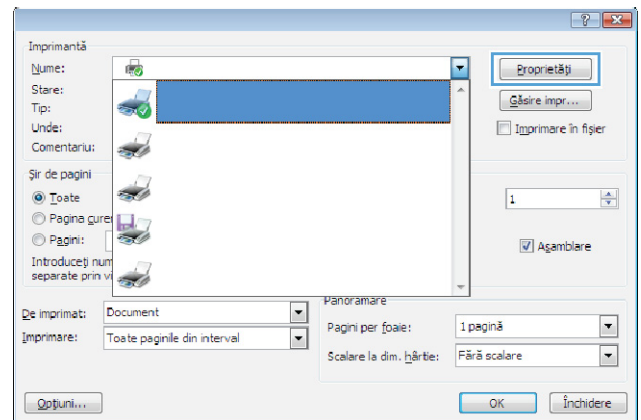 Imprimantă
Nume:
Proprietăți
Stare:
Găsire impr...
Tip:
Unde:
Imprimare în fișier
Comentariu:
Șir de pagini
Toate
1
Pagina cure
Pagini:
Asamblare
Introduceți num
separate prin vi
Panoramare
De imprimat:
Document
Pagini per foaie:
1 pagină
Imprimare:
Toate paginile din interval
Scalare la dim. hârtie:
Fără scalare
Opțiuni...
OK
Închidere